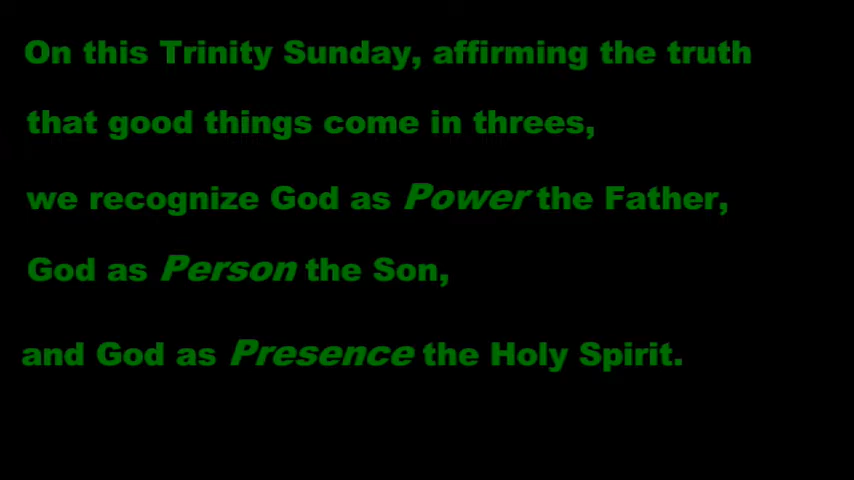 On this Trinity Sunday, affirming the truth
that good things come in threes,
we recognize God as Power the Father,
God as Person the Son,
and God as Presence the Holy Spirit.